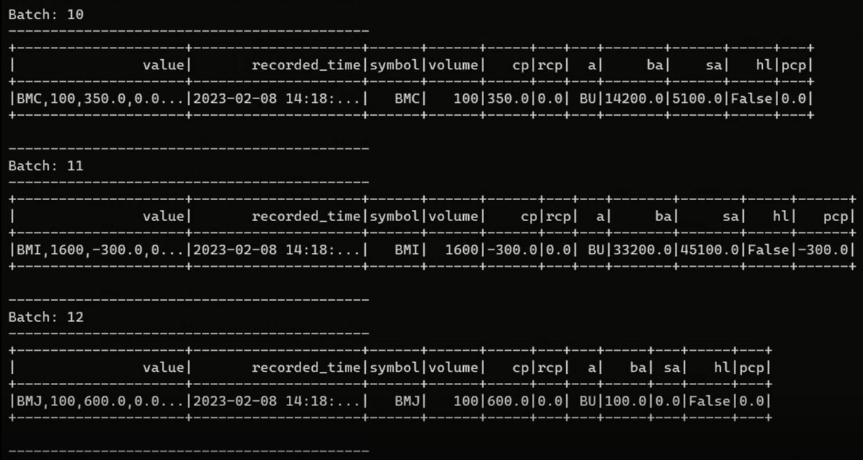 Batch: 10
-------------------------------------------
+--------------------+--------------------+------+------+-----+---+---+-------+------+-----+---+
|               value|       recorded_time|symbol|volume|   cp|rcp|  a|     ba|    sa|   hl|pcp|
+--------------------+--------------------+------+------+-----+---+---+-------+------+-----+---+
|BMC,100,350.0,0.0...|2023-02-08 14:18:...|   BMC|   100|350.0|0.0| BU|14200.0|5100.0|False|0.0|
+--------------------+--------------------+------+------+-----+---+---+-------+------+-----+---+
-------------------------------------------
Batch: 11
-------------------------------------------
+--------------------+--------------------+------+------+------+---+---+-------+-------+-----+------+
|               value|       recorded_time|symbol|volume|    cp|rcp|  a|     ba|     sa|   hl|   pcp|
+--------------------+--------------------+------+------+------+---+---+-------+-------+-----+------+
|BMI,1600,-300.0,0...|2023-02-08 14:18:...|   BMI|  1600|-300.0|0.0| BU|33200.0|45100.0|False|-300.0|
+--------------------+--------------------+------+------+------+---+---+-------+-------+-----+------+
-------------------------------------------
Batch: 12
-------------------------------------------
+--------------------+--------------------+------+------+-----+---+---+-----+---+-----+---+
|               value|       recorded_time|symbol|volume|   cp|rcp|  a|   ba| sa|   hl|pcp|
+--------------------+--------------------+------+------+-----+---+---+-----+---+-----+---+
|BMJ,100,600.0,0.0...|2023-02-08 14:18:...|   BMJ|   100|600.0|0.0| BU|100.0|0.0|False|0.0|
+--------------------+--------------------+------+------+-----+---+---+-----+---+-----+---+
-------------------------------------------